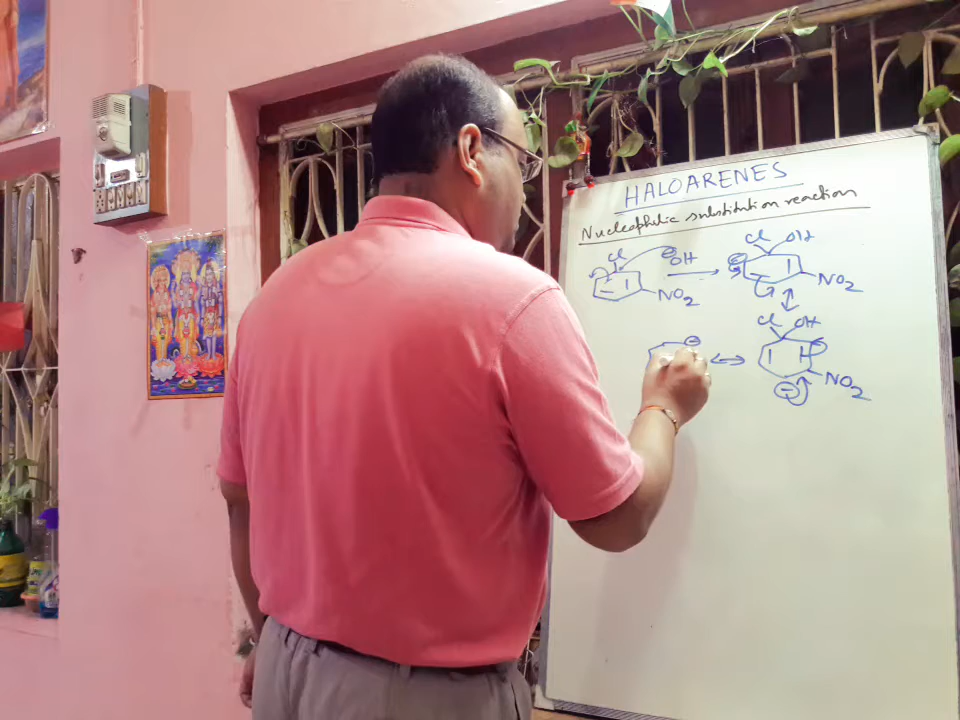 HALOARENES
Nucleophilic substitution reaction
Cl ⊖OH
NO2
Cl OH
⊖
NO2
Cl OH
⊖
NO2
⊖